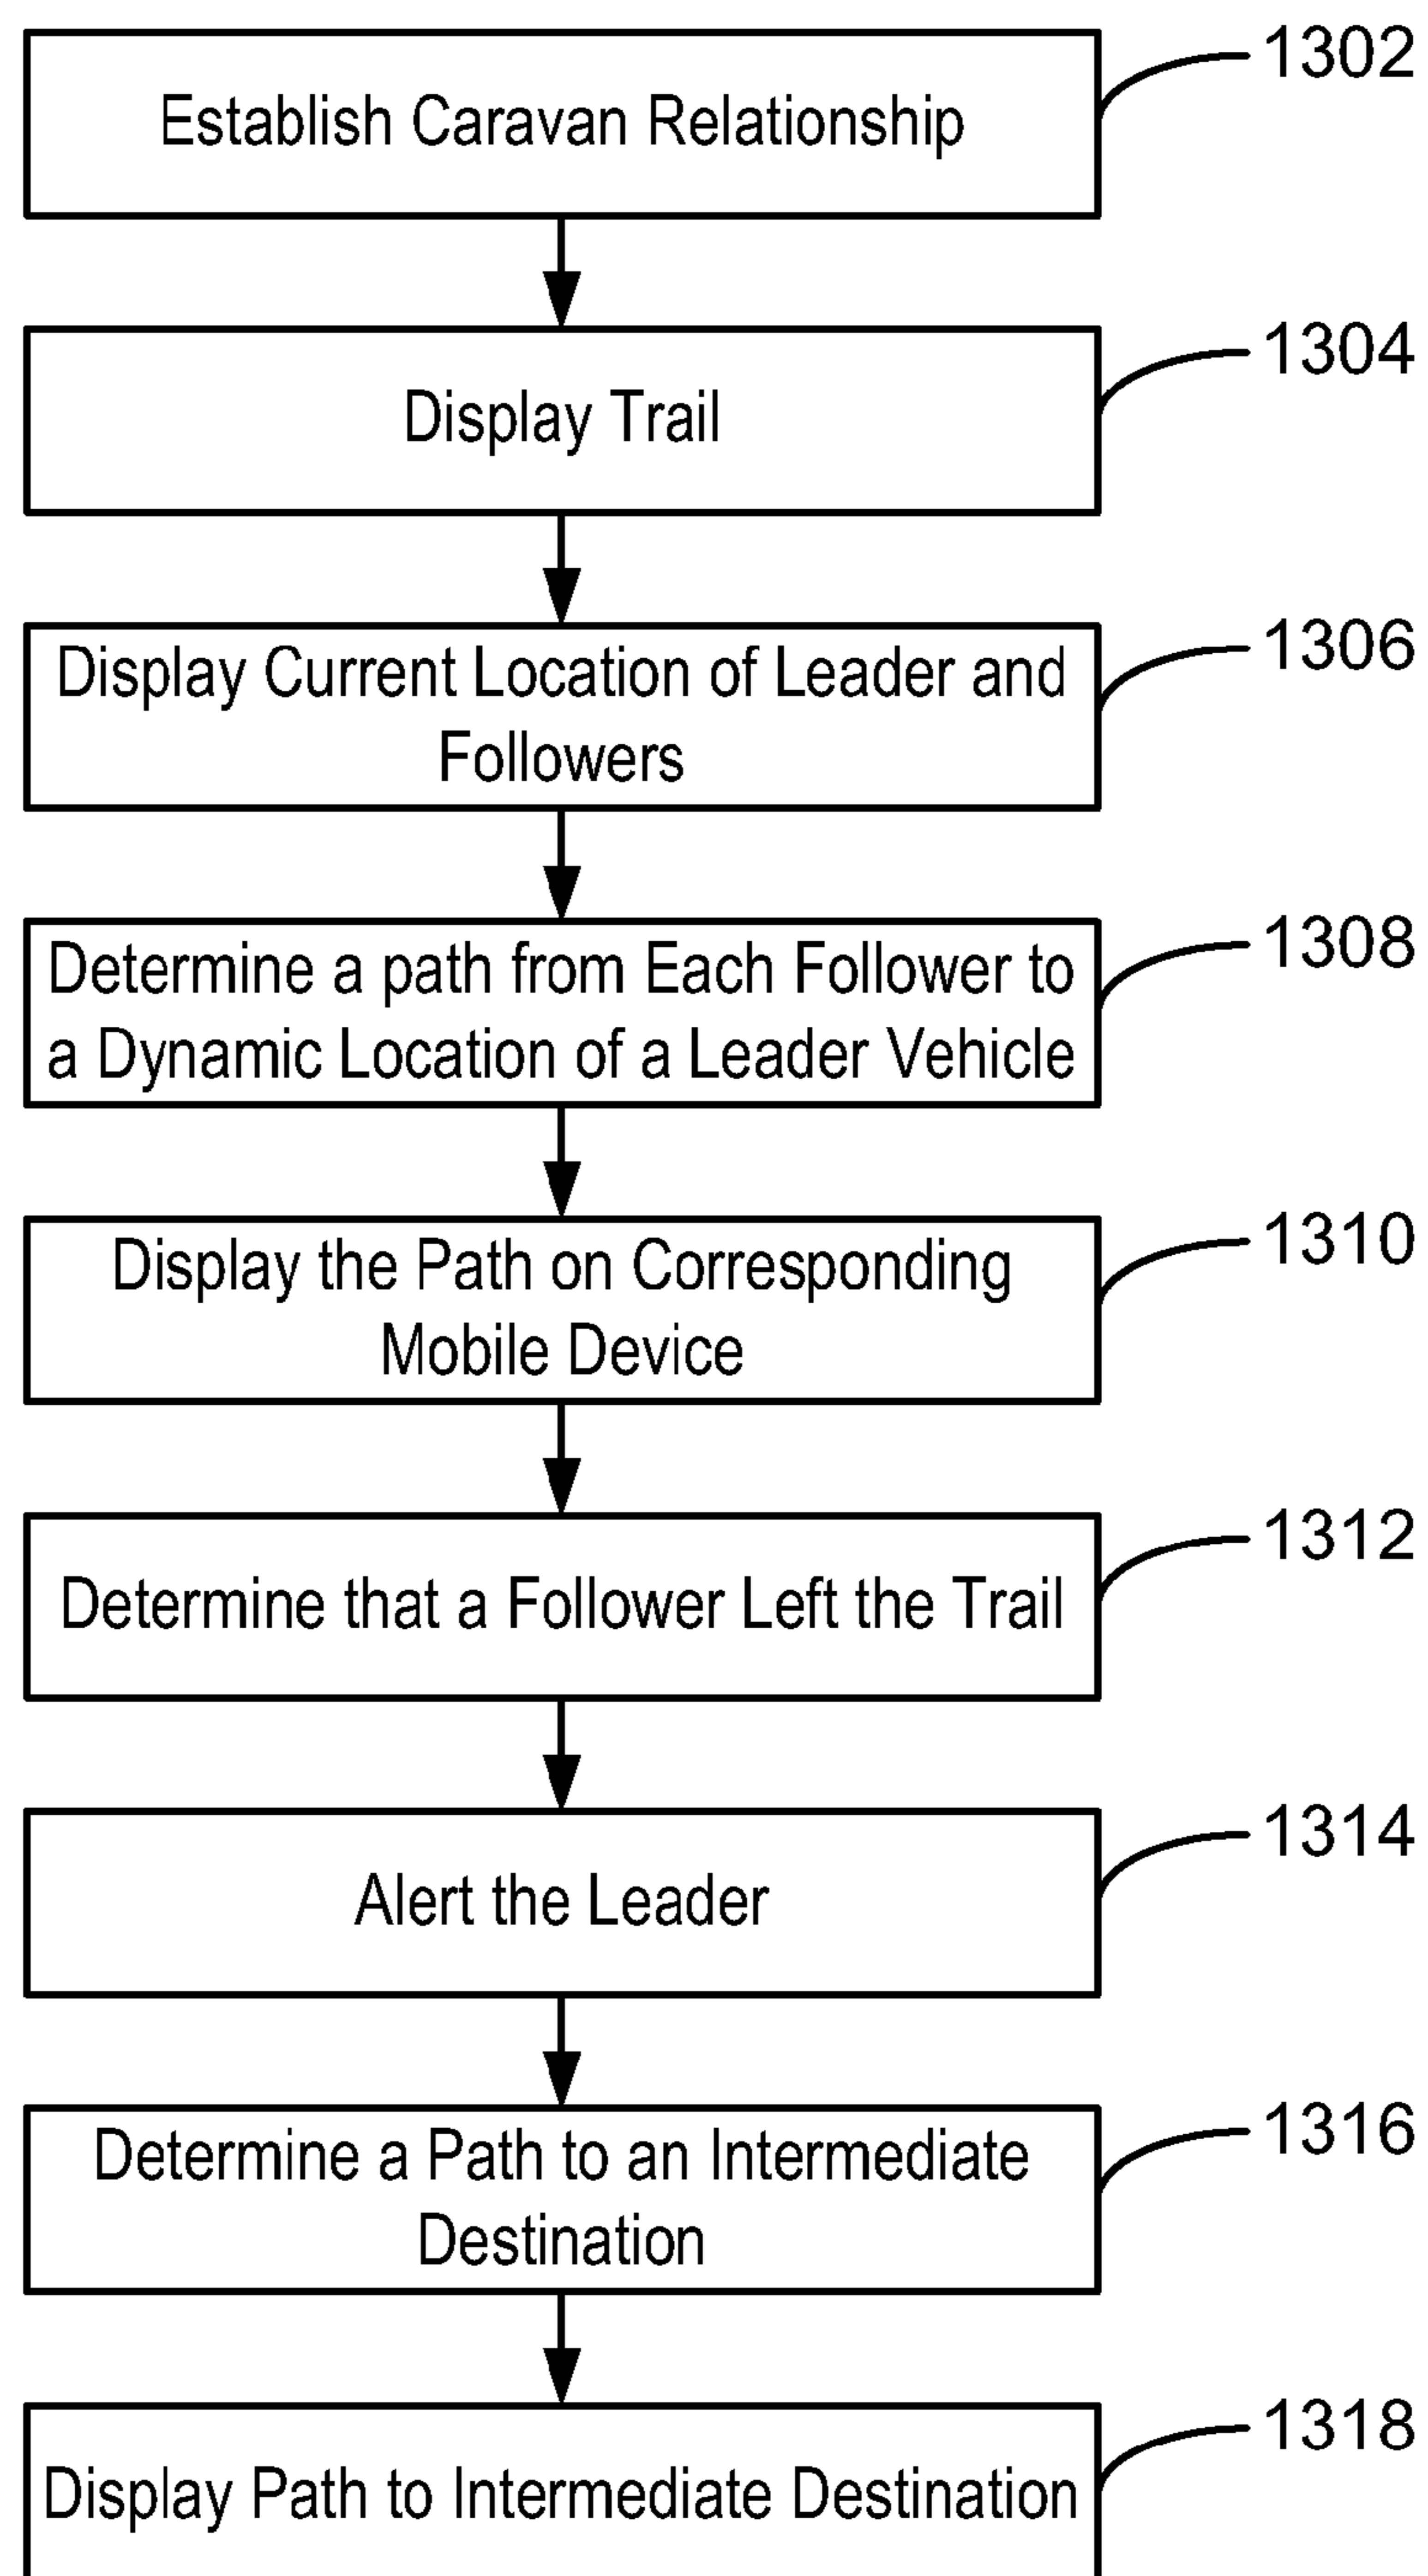 1302
Establish Caravan Relationship
1304
Display Trail
1306
Display Current Location of Leader and
Followers
1308
Determine a path from Each Follower to
a Dynamic Location of a Leader Vehicle
1310
Display the Path on Corresponding
Mobile Device
1312
Determine that a Follower Left the Trail
1314
Alert the Leader
1316
Determine a Path to an Intermediate
Destination
1318
Display Path to Intermediate Destination